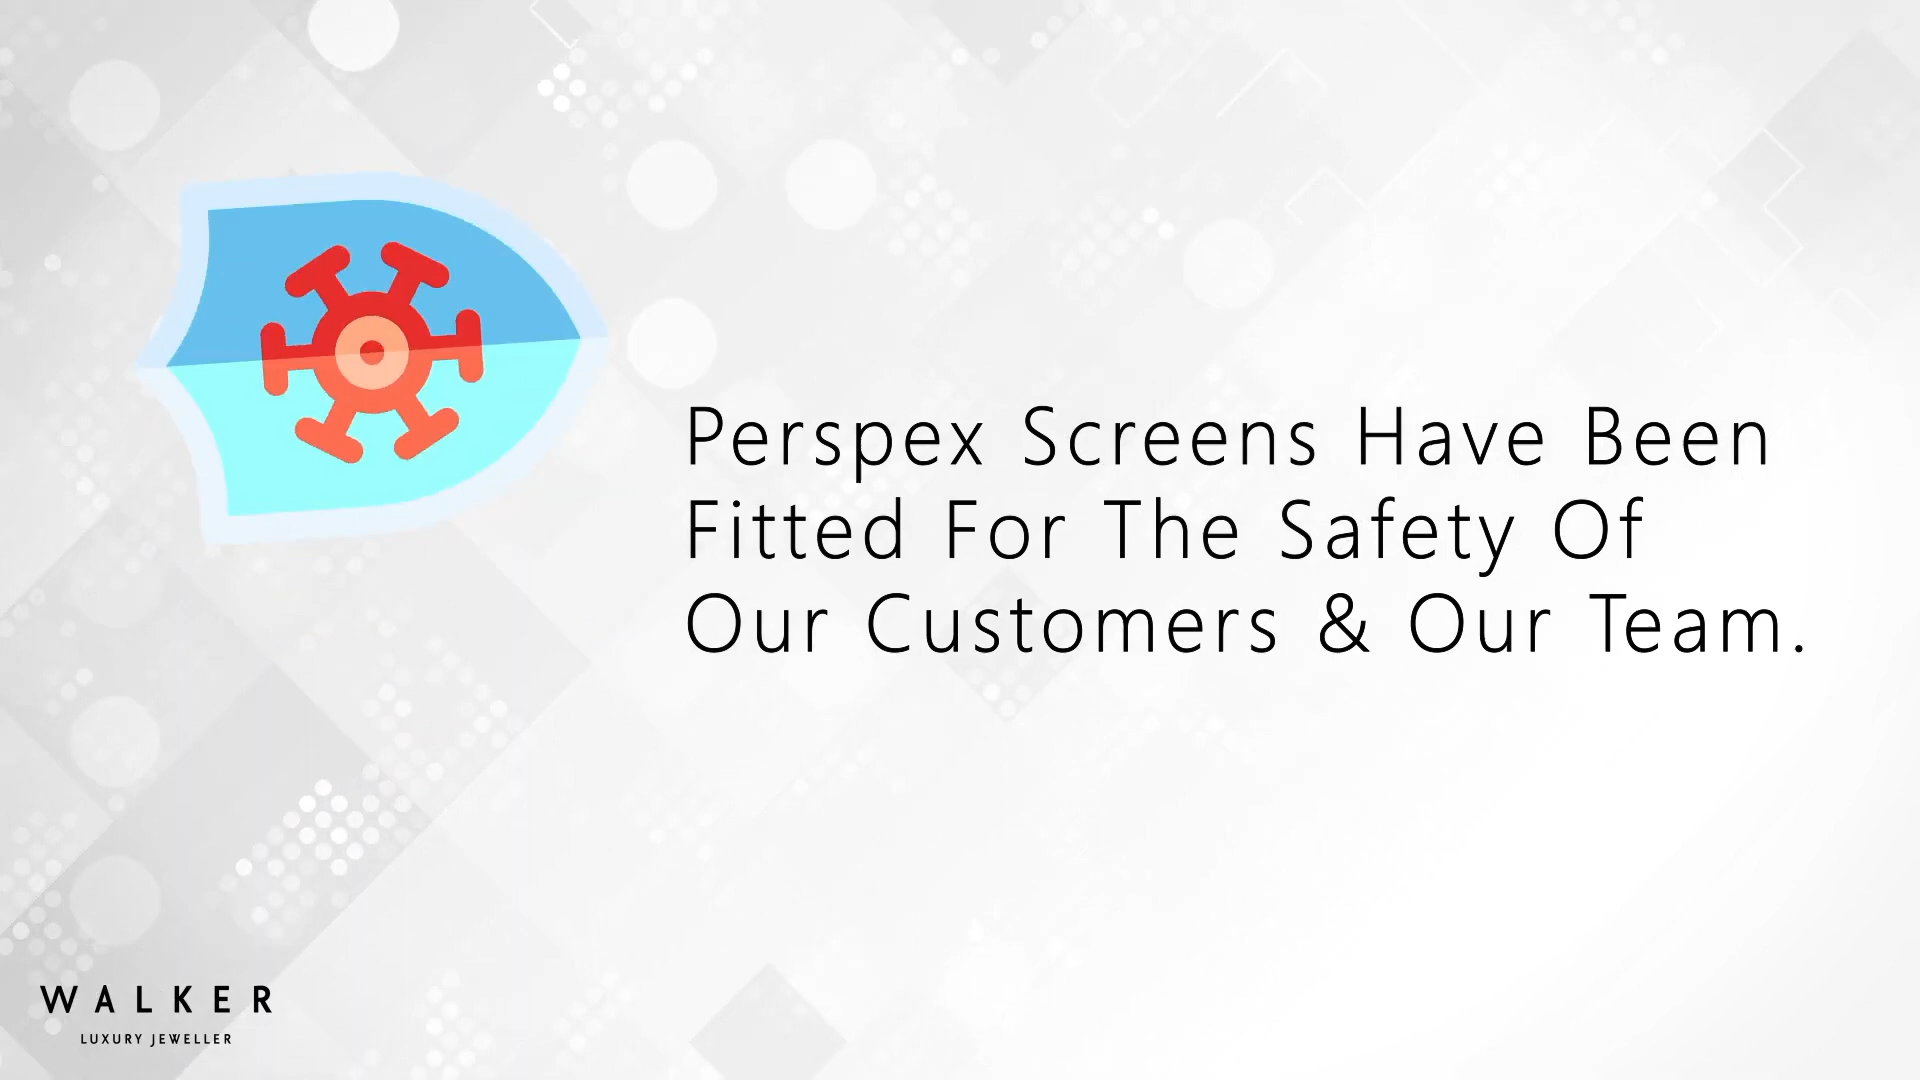 Perspex Screens Have Been
Fitted For The Safety Of
Our Customers & Our Team.
WALKER
LUXURY JEWELLER